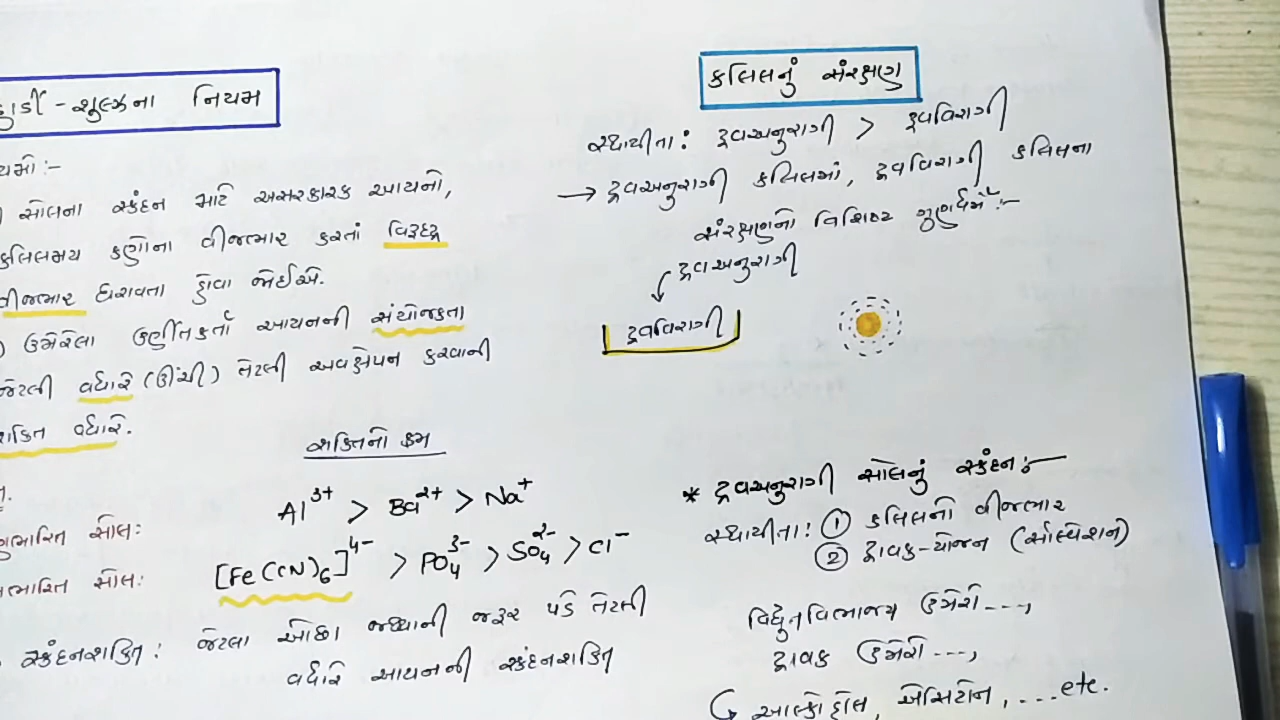 હાર્ડી - શૂલ્ઝના નિયમ
સોલના સ્કંદન માટે અસરકારક આયનો,
કલિલમય કણોના વીજભાર કરતાં વિરુદ્ધ
વીજભાર ધરાવતા હોવા જોઈએ.
ઉમેરેલા ઉર્ણીતકર્તા આયનની સંયોજકતા
જેટલી વધારે (ઊંચી) તેટલી અવક્ષેપન કરવાની
શક્તિ વધારે.
શક્તિનો ક્રમ
Al³⁺ > Ba²⁺ > Na⁺
સોલ:
[Fe(CN)₆]⁴⁻ > PO₄³⁻ > SO₄²⁻ > Cl⁻
સોલ:
સ્કંદનશક્તિ : જેટલા ઓછા જથ્થાની જરૂર પડે તેટલી
વધારે આયનની સ્કંદનશક્તિ
કલિલનું સંરક્ષણ
સ્થાયીતા : દ્રવઅનુરાગી > દ્રવવિરાગી
→ દ્રવઅનુરાગી કલિલમાં, દ્રવવિરાગી કલિલના
સંરક્ષણનો વિશિષ્ટ ગુણધર્મ :-
દ્રવઅનુરાગી
દ્રવવિરાગી
* દ્રવઅનુરાગી સોલનું સ્કંદન :-
સ્થાયીતા : ① કલિલનો વીજભાર
② દ્રાવક-યોજન (સોલ્વેશન)
વિદ્યુતવિભાજ્ય ઉમેરો ---,
દ્રાવક ઉમેરો ---,
↳ આલ્કોહોલ, એસિટોન, ....etc.